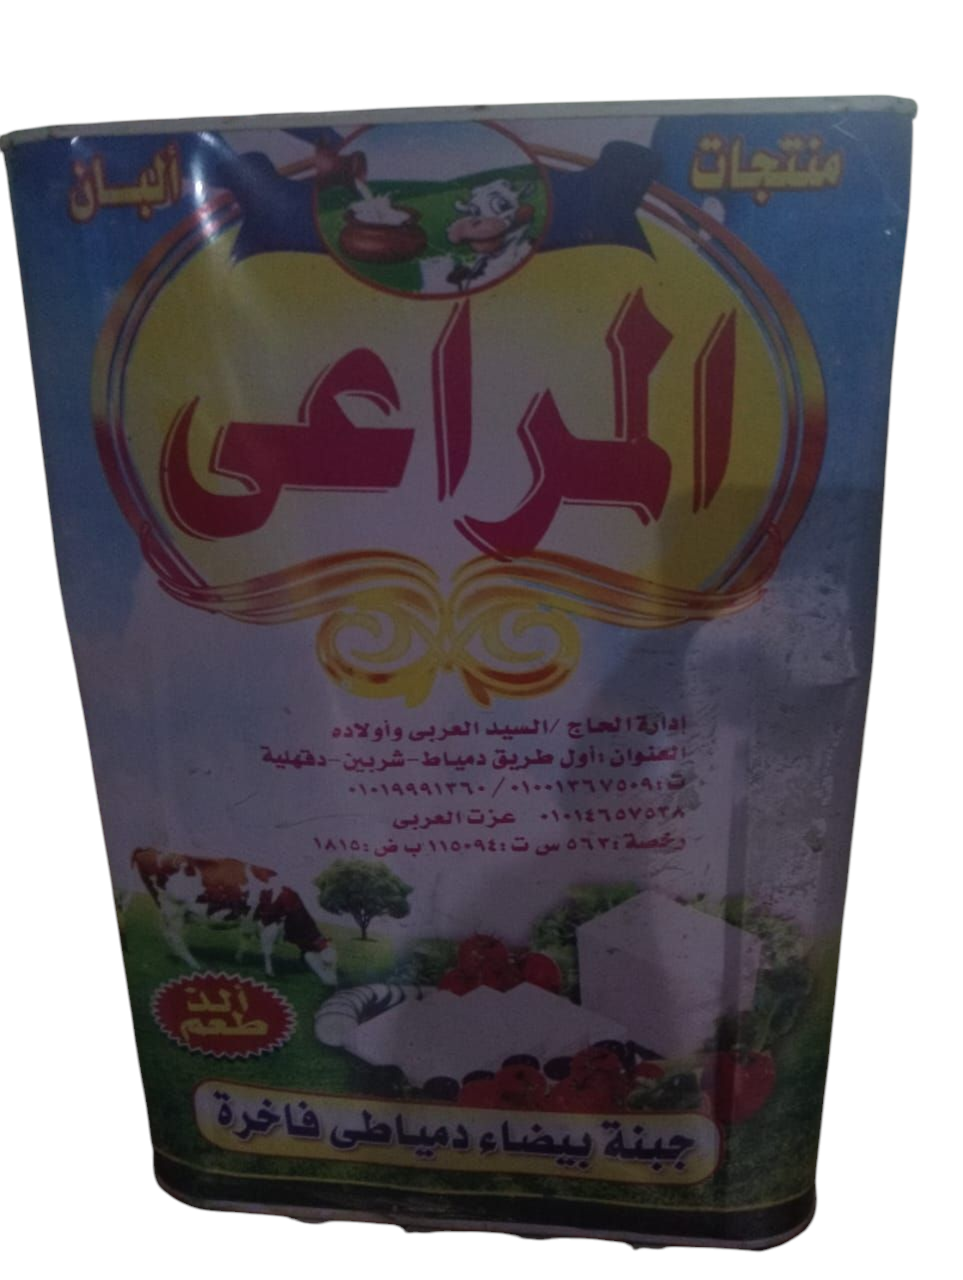 منتجات ألبان
المراعى
إدارة الحاج / السيد العربى وأولاده
العنوان : أول طريق دمياط - شربين - دقهلية
ت : ٠١٠٠١٣٦٧٥٠٩ / ٠١٠١٩٩٩١٣٦٠
٠١٠١٤٦٥٧٥٣٨ عزت العربى
رخصة : ٥٦٣ س ت : ١١٥٠٩٤ ب ض : ١٨١٥
ألذ
طعم
جبنة بيضاء دمياطى فاخرة